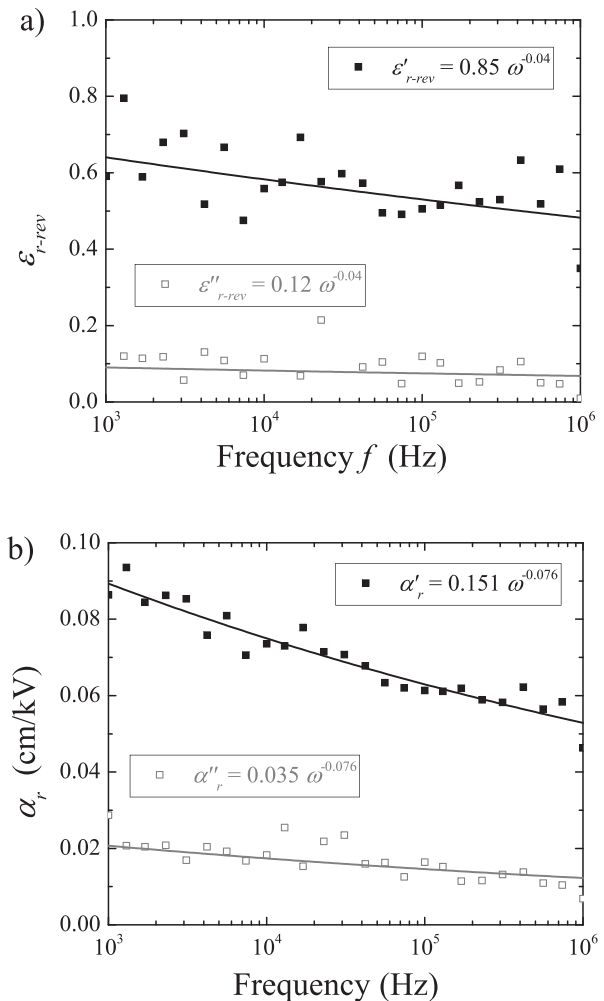 a)
1.0
ε′r-rev = 0.85 ω-0.04
0.8
0.6
εr-rev
0.4
ε″r-rev = 0.12 ω-0.04
0.2
0.0
10³ 10⁴ 10⁵ 10⁶
Frequency f (Hz)
b)
0.10
α′r = 0.151 ω-0.076
0.08
0.06
αr (cm/kV)
0.04
α″r = 0.035 ω-0.076
0.02
0.00
10³ 10⁴ 10⁵ 10⁶
Frequency (Hz)